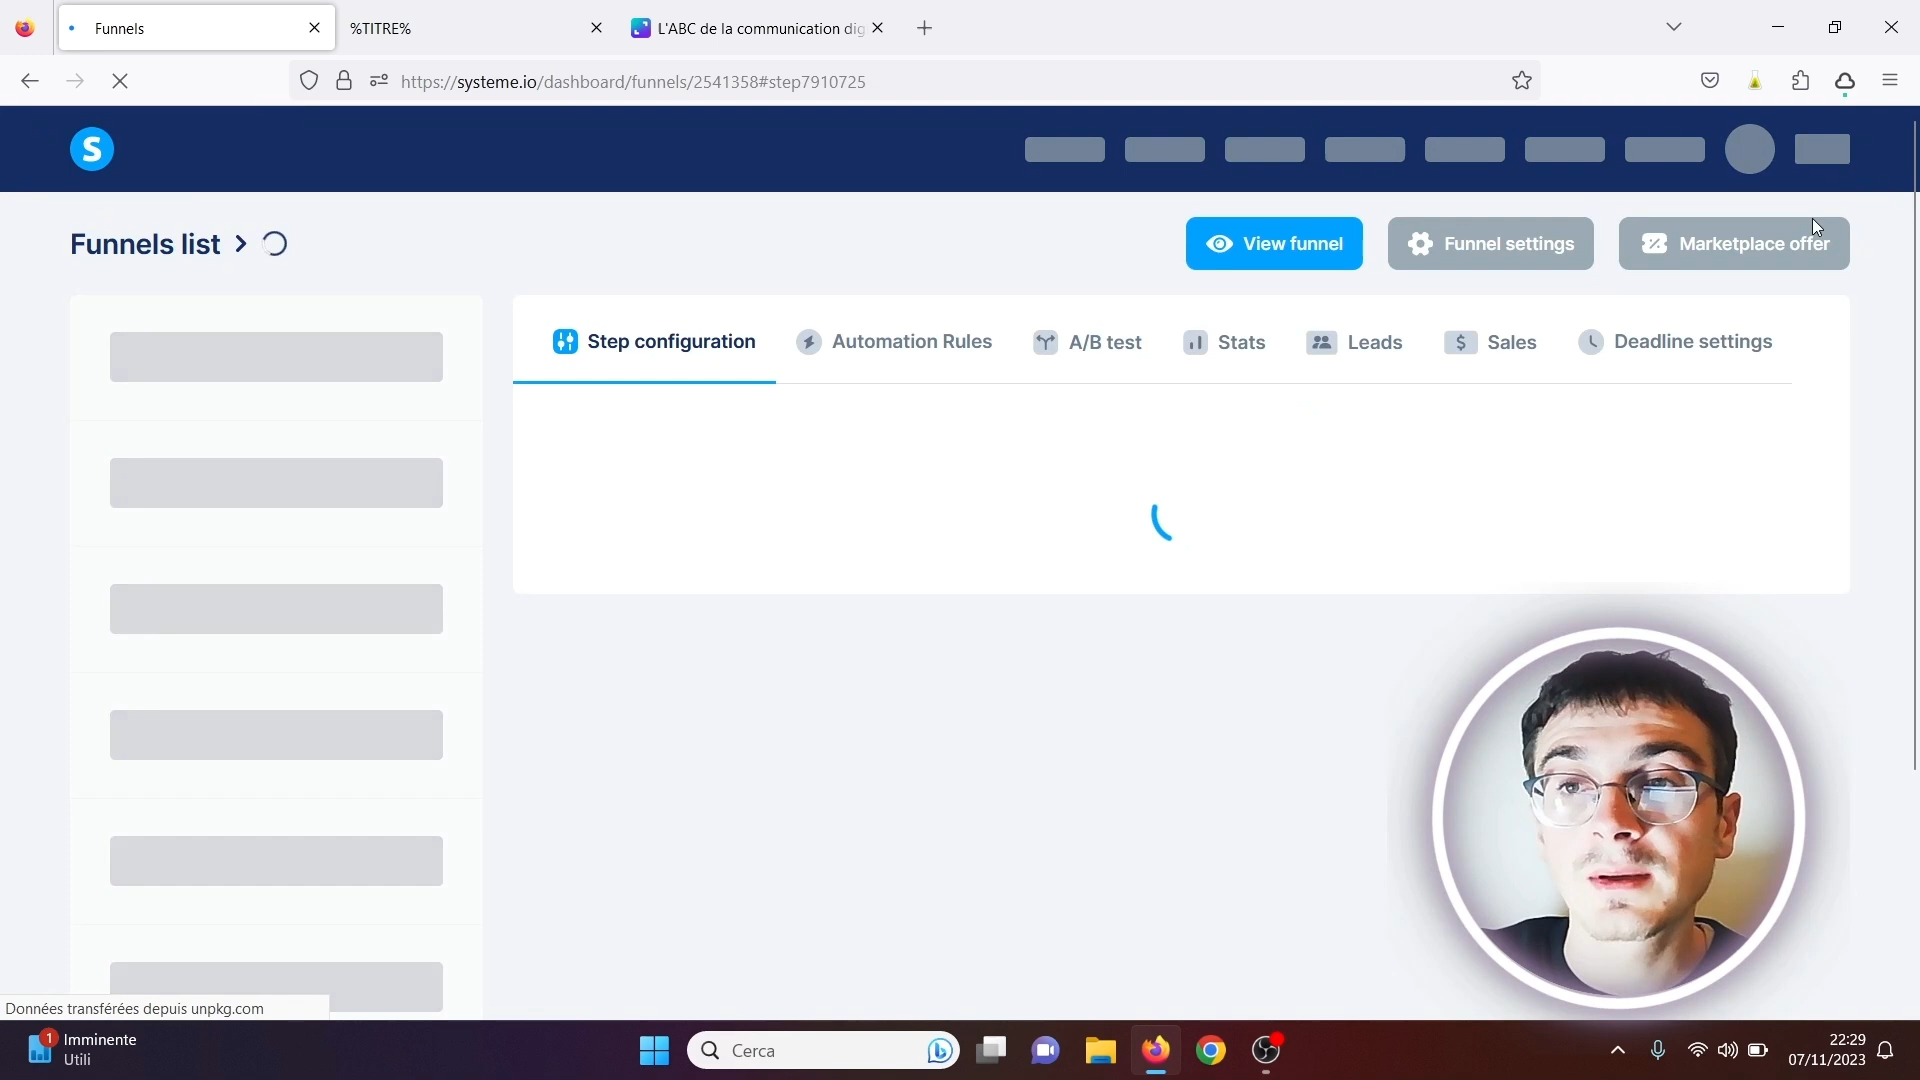 Funnels
%TITRE%
L'ABC de la communication dig
https://systeme.io/dashboard/funnels/2541358#step7910725
S
Funnels list
View funnel
Funnel settings
Marketplace offer
Step configuration
Automation Rules
A/B test
Stats
Leads
Sales
Deadline settings
Données transférées depuis unpkg.com
1
Imminente
Utili
Cerca
22:29
07/11/2023